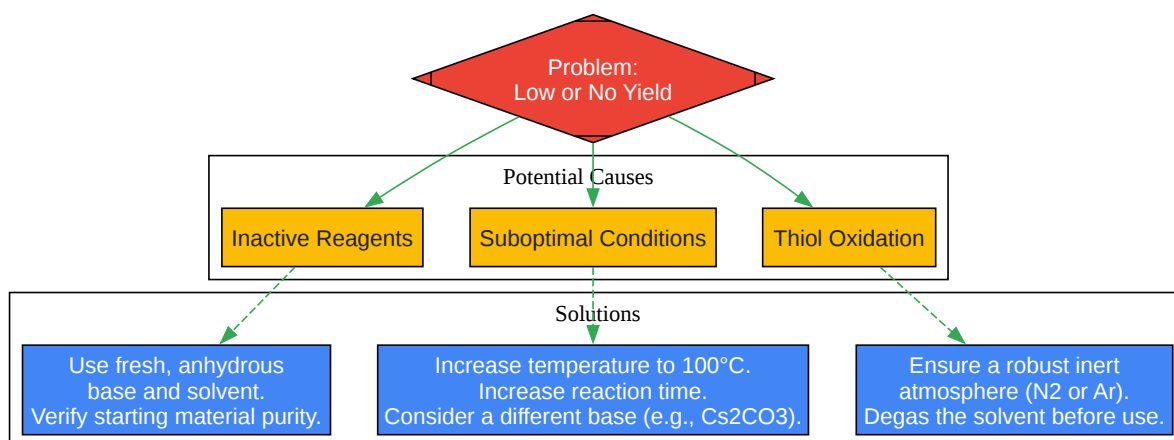 Problem:
Low or No Yield
Potential Causes
Inactive Reagents
Suboptimal Conditions
Thiol Oxidation
Solutions
Use fresh, anhydrous
base and solvent.
Verify starting material purity.
Increase temperature to 100°C.
Increase reaction time.
Consider a different base (e.g., Cs2CO3).
Ensure a robust inert
atmosphere (N2 or Ar).
Degas the solvent before use.